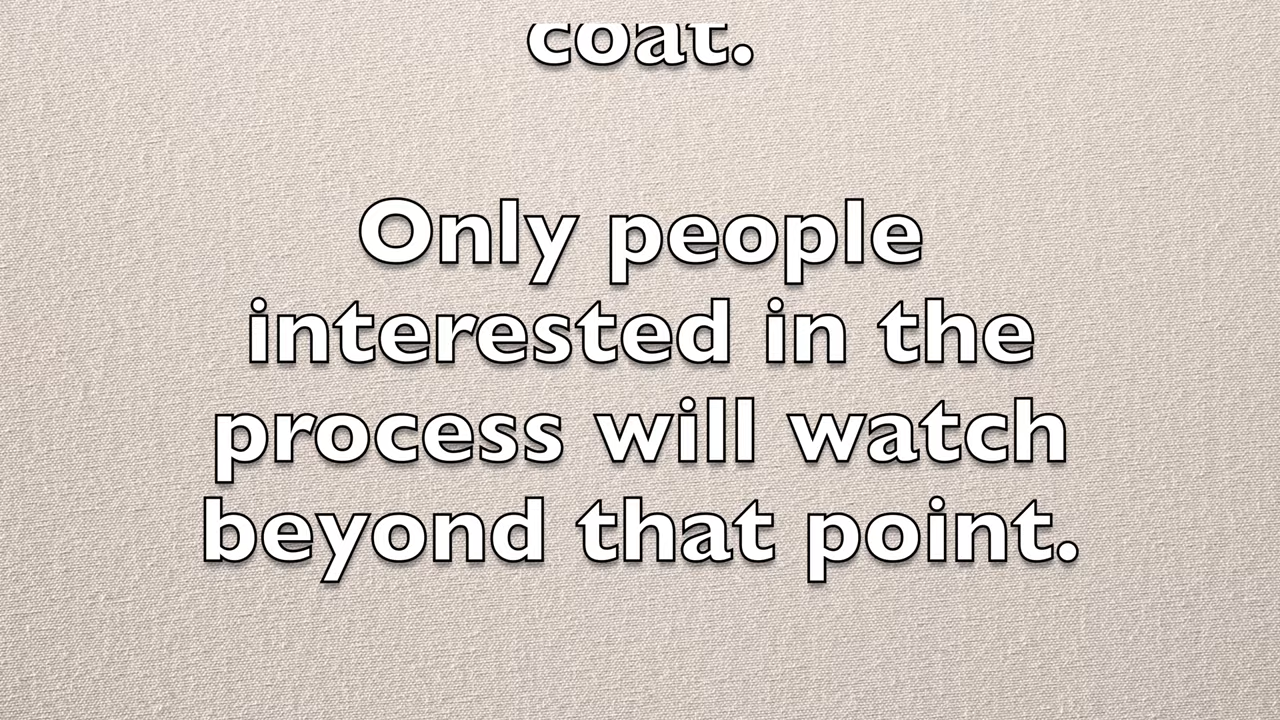 coat.
Only people
interested in the
process will watch
beyond that point.